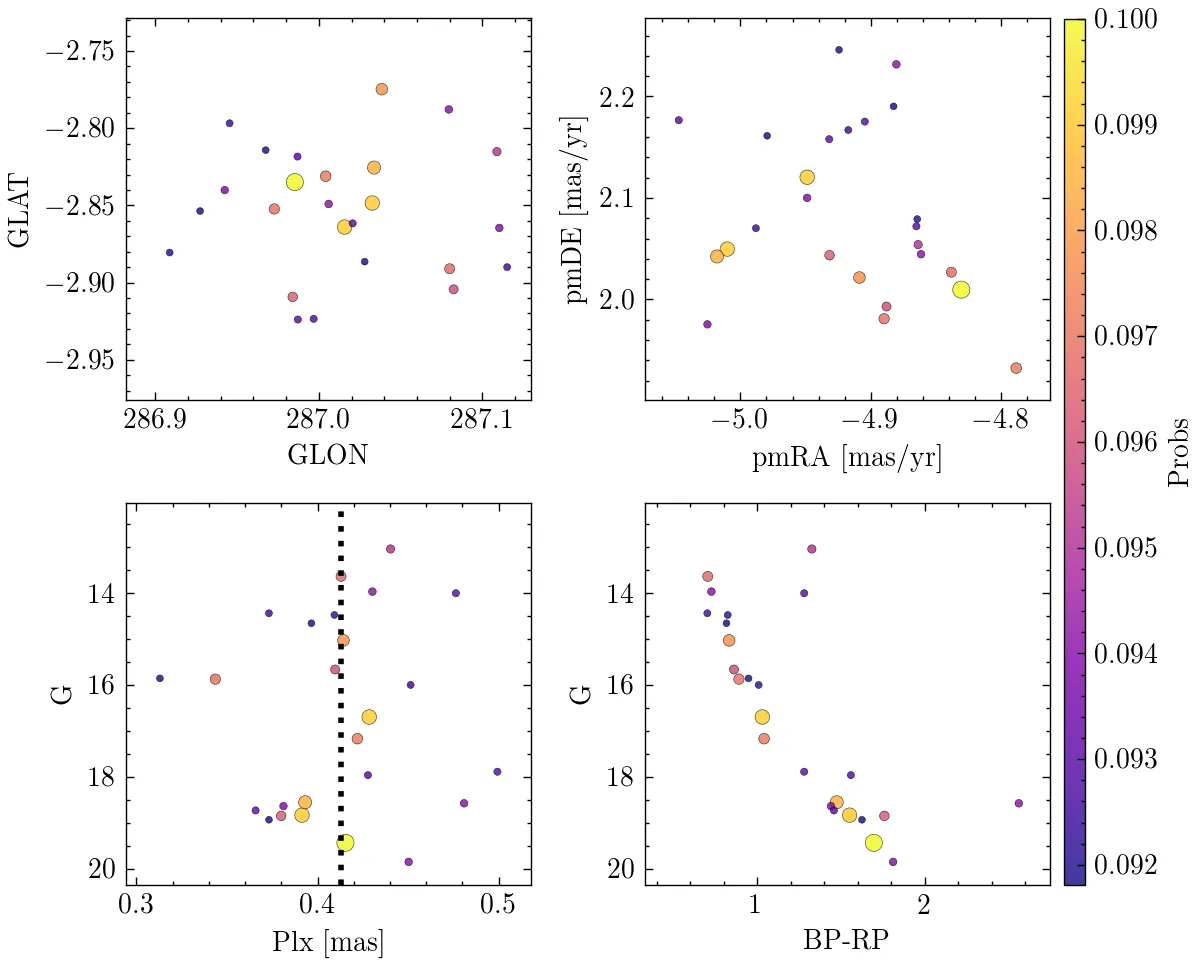 −2.75
−2.80
−2.85
−2.90
−2.95
GLAT
286.9 287.0 287.1
GLON
2.2
2.1
2.0
pmDE [mas/yr]
−5.0 −4.9 −4.8
pmRA [mas/yr]
0.100
0.099
0.098
0.097
0.096
0.095
0.094
0.093
0.092
Probs
14
16
18
20
G
0.3 0.4 0.5
Plx [mas]
14
16
18
20
G
1 2
BP-RP